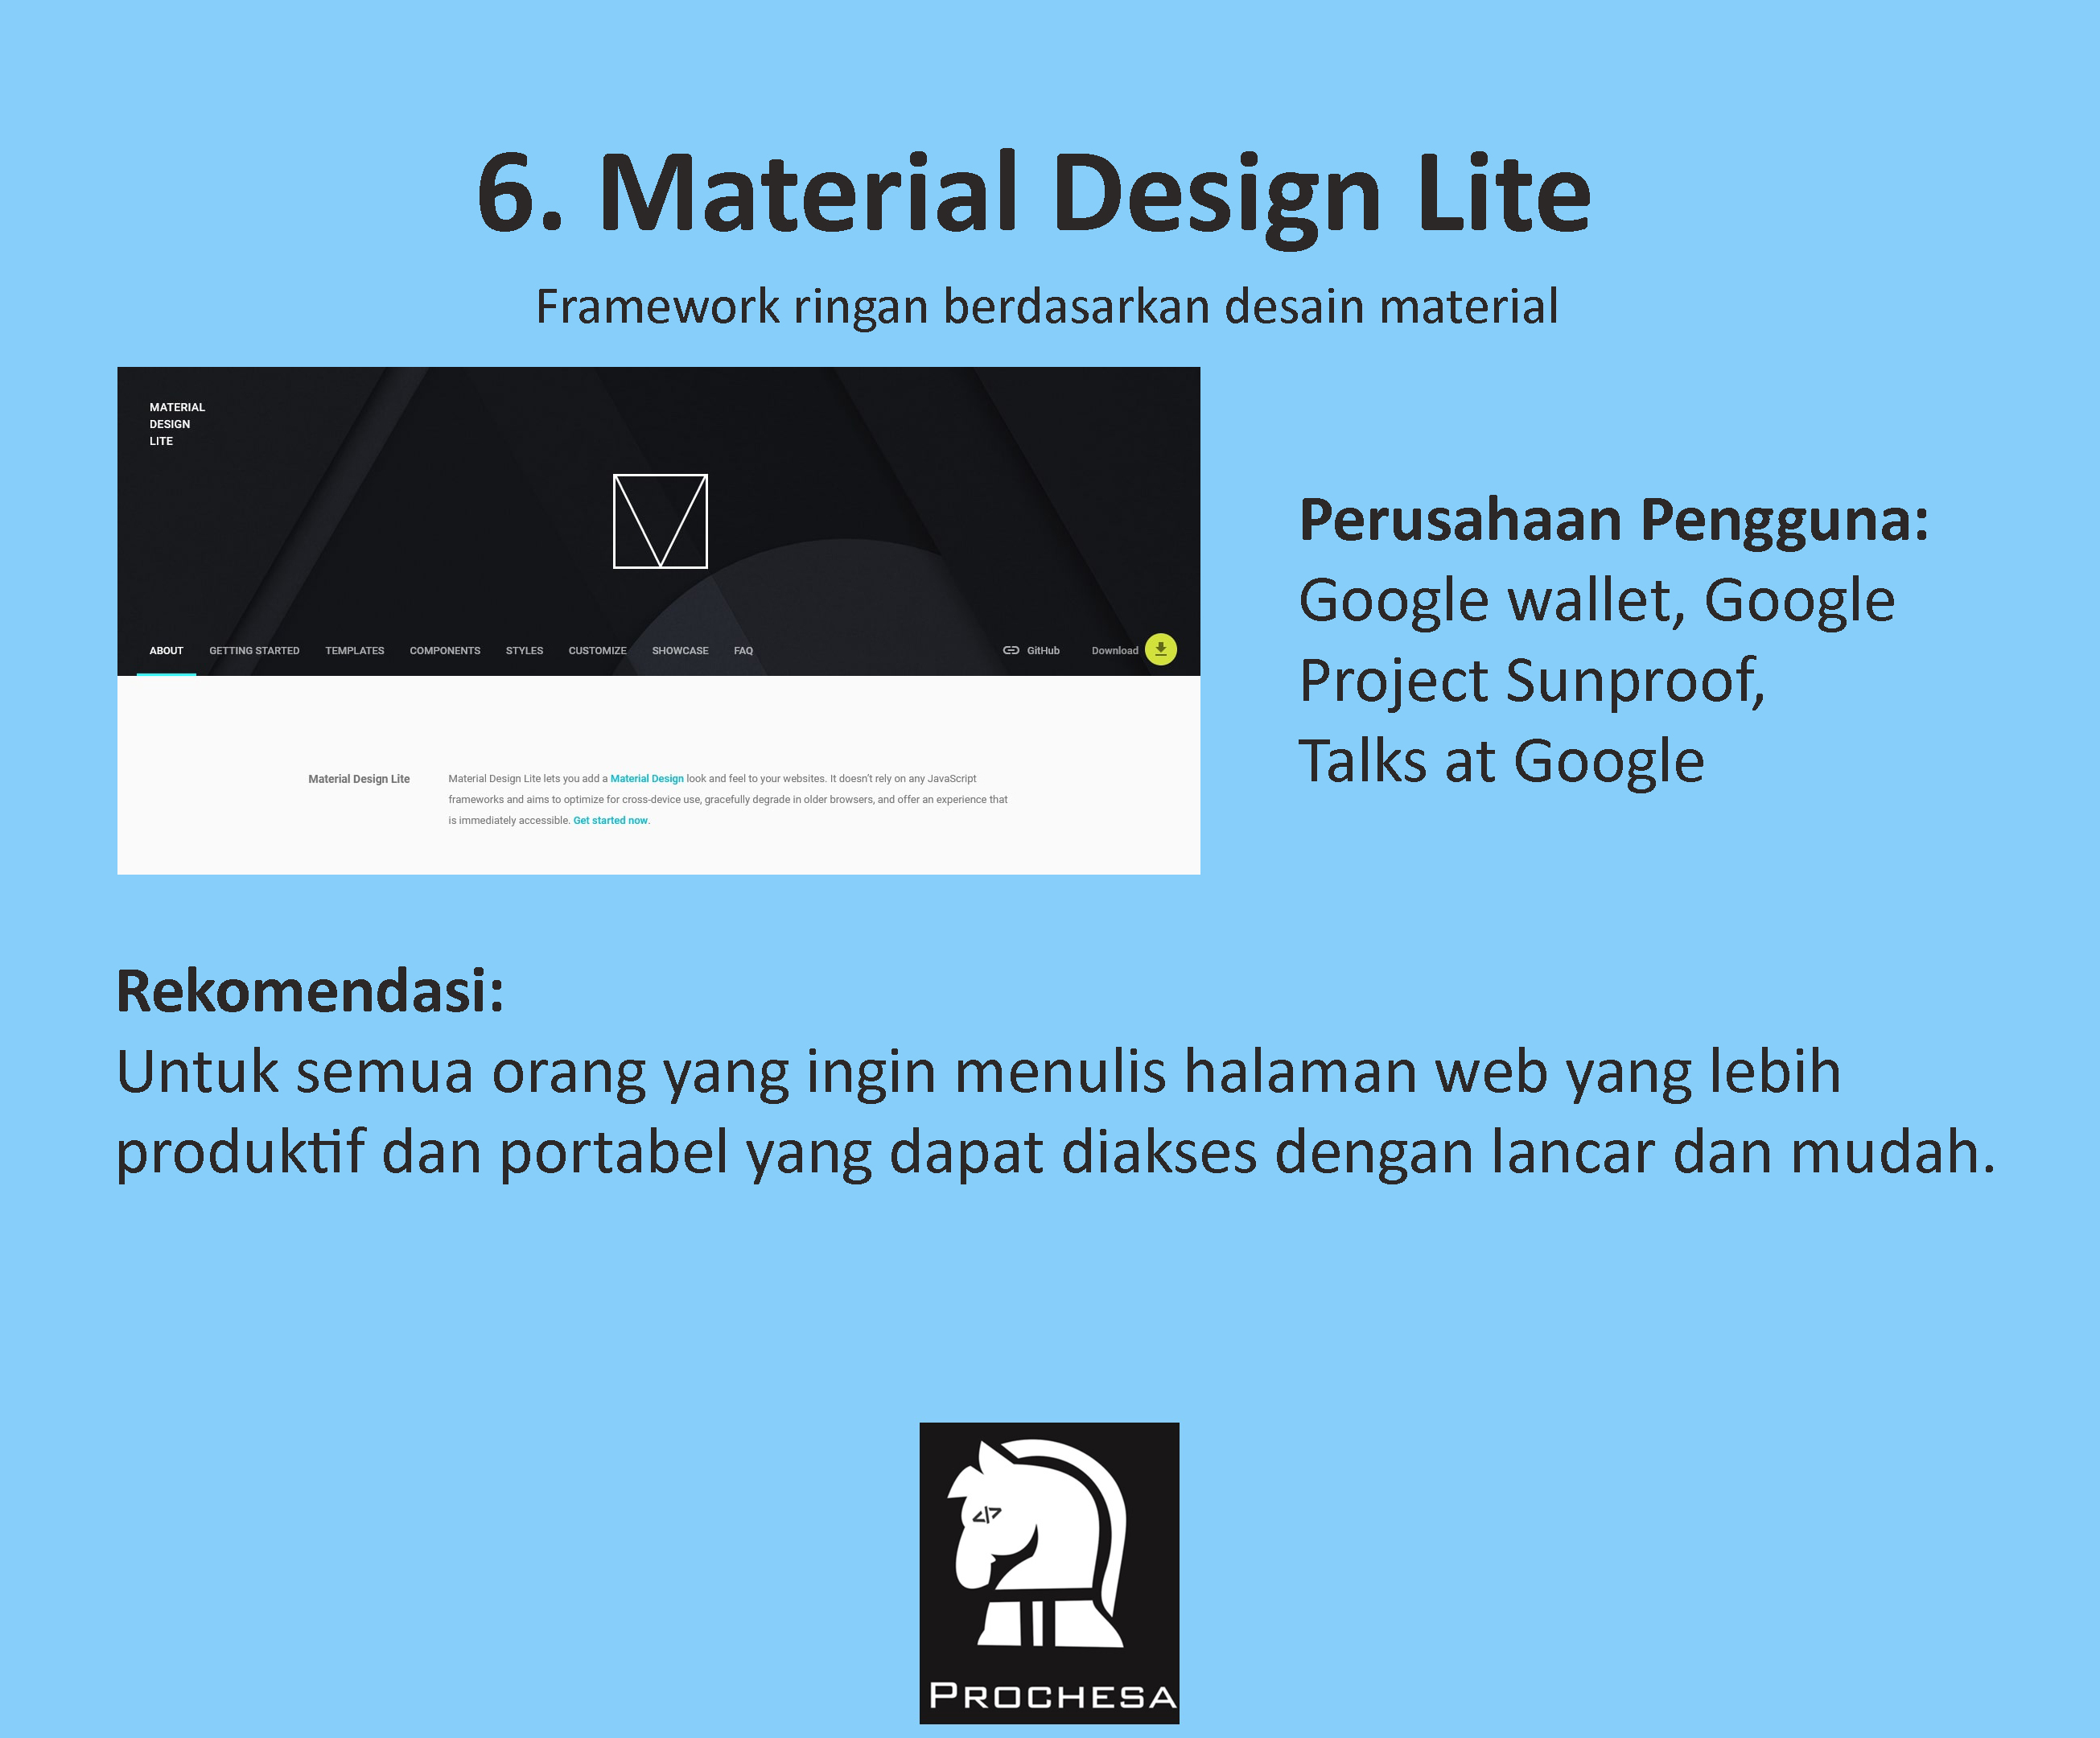 6. Material Design Lite
Framework ringan berdasarkan desain material
MATERIAL
DESIGN
LITE
ABOUT GETTING STARTED TEMPLATES COMPONENTS STYLES CUSTOMIZE SHOWCASE FAQ GitHub Download
Material Design Lite
Material Design Lite lets you add a Material Design look and feel to your websites. It doesn't rely on any JavaScript
frameworks and aims to optimize for cross-device use, gracefully degrade in older browsers, and offer an experience that
is immediately accessible. Get started now.
Perusahaan Pengguna:
Google wallet, Google
Project Sunproof,
Talks at Google
Rekomendasi:
Untuk semua orang yang ingin menulis halaman web yang lebih
produktif dan portabel yang dapat diakses dengan lancar dan mudah.
</>
PROCHESA